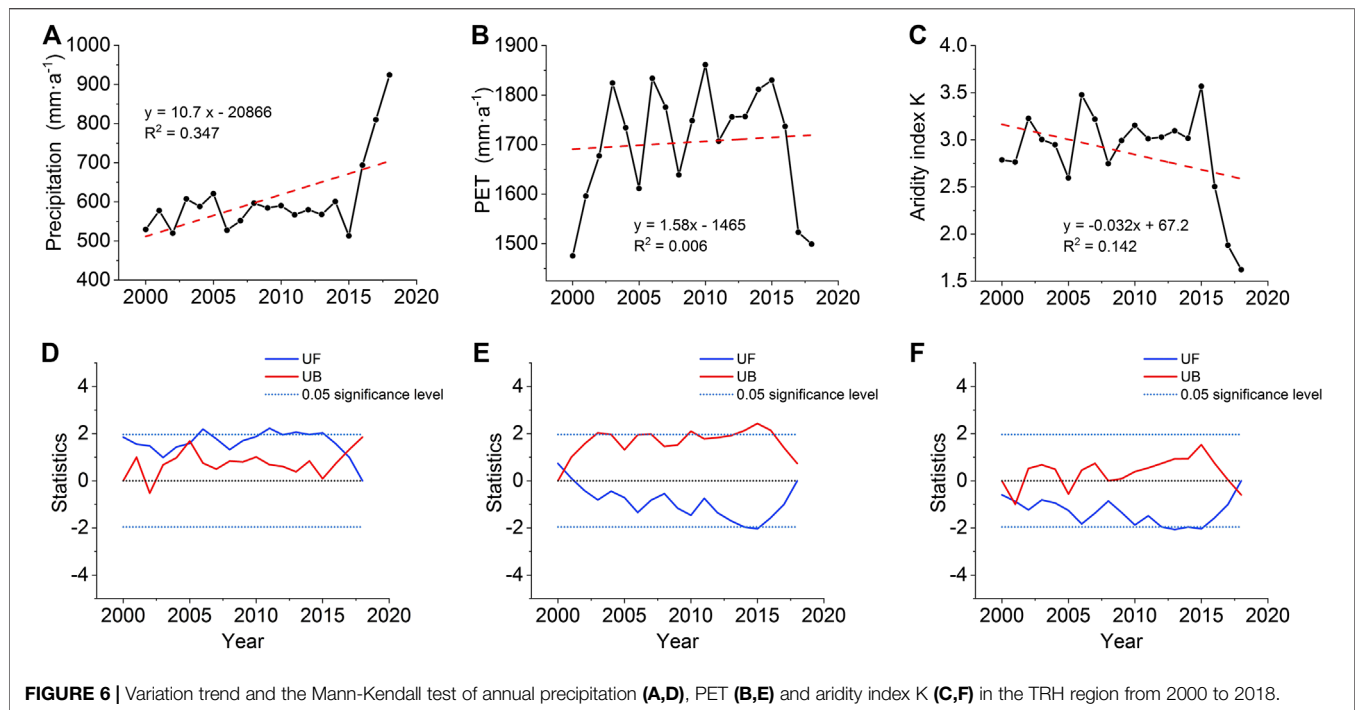 A
Precipitation (mm·a⁻¹)
1000
900
800
700
600
500
400
y = 10.7 x - 20866
R² = 0.347
2000 2005 2010 2015 2020
B
PET (mm·a⁻¹)
1900
1800
1700
1600
1500
y = 1.58x - 1465
R² = 0.006
2000 2005 2010 2015 2020
C
Aridity index K
4.0
3.5
3.0
2.5
2.0
1.5
y = -0.032x + 67.2
R² = 0.142
2000 2005 2010 2015 2020
D
UF
UB
0.05 significance level
Statistics
4
2
0
-2
-4
2000 2005 2010 2015 2020
Year
E
UF
UB
0.05 significance level
Statistics
4
2
0
-2
-4
2000 2005 2010 2015 2020
Year
F
UF
UB
0.05 significance level
Statistics
4
2
0
-2
-4
2000 2005 2010 2015 2020
Year
FIGURE 6 | Variation trend and the Mann-Kendall test of annual precipitation (A,D), PET (B,E) and aridity index K (C,F) in the TRH region from 2000 to 2018.